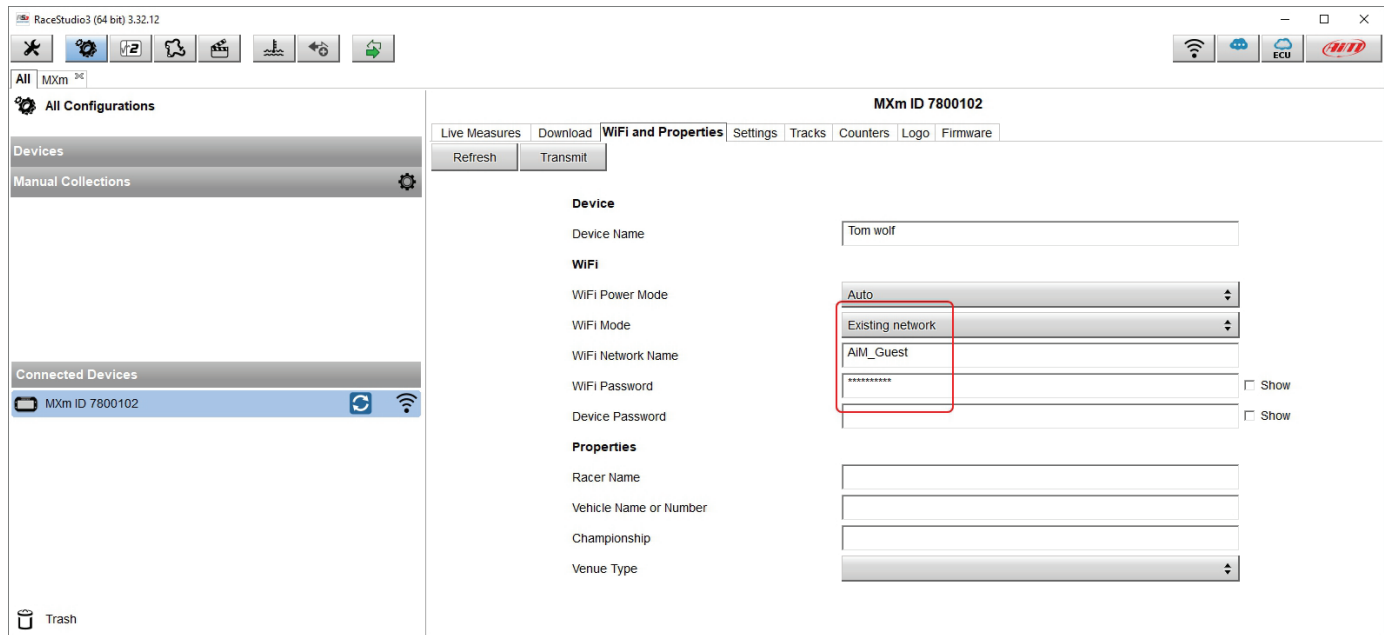 RaceStudio3 (64 bit) 3.32.12
ECU
AiM
All MXm
All Configurations
Devices
Manual Collections
Connected Devices
MXm ID 7800102
Trash
MXm ID 7800102
Live Measures Download WiFi and Properties Settings Tracks Counters Logo Firmware
Refresh Transmit
Device
Device Name Tom wolf
WiFi
WiFi Power Mode Auto
WiFi Mode Existing network
WiFi Network Name AiM_Guest
WiFi Password ********** Show
Device Password Show
Properties
Racer Name
Vehicle Name or Number
Championship
Venue Type